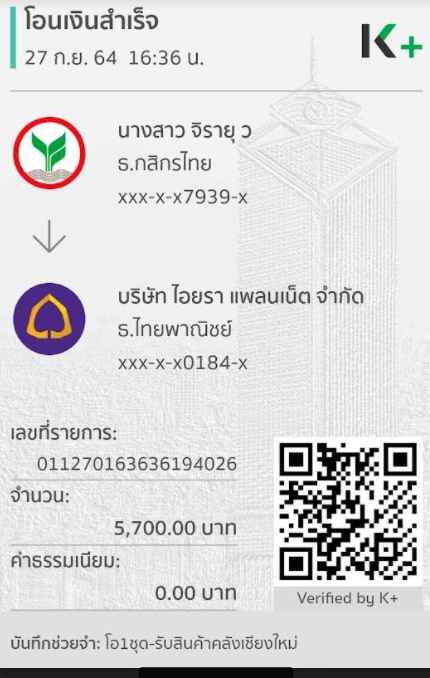 โอนเงินสำเร็จ
27 ก.ย. 64 16:36 น.
K+
นางสาว จิรายุ ว
ธ.กสิกรไทย
xxx-x-x7939-x
บริษัท ไอยรา แพลนเน็ต จำกัด
ธ.ไทยพาณิชย์
xxx-x-x0184-x
เลขที่รายการ:
011270163636194026
จำนวน:
5,700.00 บาท
ค่าธรรมเนียม:
0.00 บาท
Verified by K+
บันทึกช่วยจำ: โอ1ชุด-รับสินค้าคลังเชียงใหม่